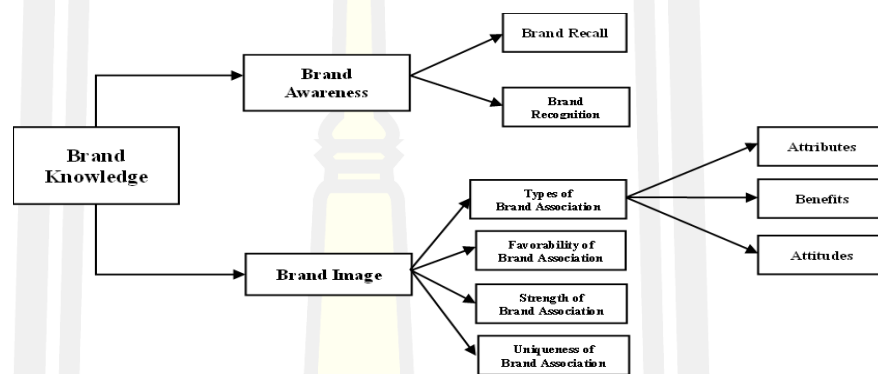 Brand Recall
Brand
Awareness
Brand
Recognition
Brand
Knowledge
Attributes
Types of
Brand Association
Benefits
Favorability of
Brand Association
Attitudes
Brand Image
Strength of
Brand Association
Uniqueness of
Brand Association